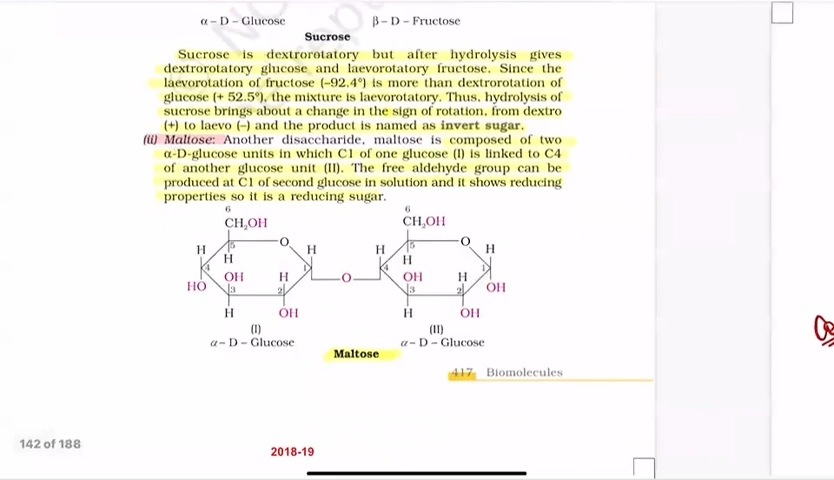 α – D – Glucose β – D – Fructose
Sucrose
Sucrose is dextrorotatory but after hydrolysis gives
dextrorotatory glucose and laevorotatory fructose. Since the
laevorotation of fructose (–92.4°) is more than dextrorotation of
glucose (+ 52.5°), the mixture is laevorotatory. Thus, hydrolysis of
sucrose brings about a change in the sign of rotation, from dextro
(+) to laevo (–) and the product is named as invert sugar.
(ii) Maltose: Another disaccharide, maltose is composed of two
α-D-glucose units in which C1 of one glucose (I) is linked to C4
of another glucose unit (II). The free aldehyde group can be
produced at C1 of second glucose in solution and it shows reducing
properties so it is a reducing sugar.
6 6
CH₂OH CH₂OH
H 5 O H H 5 O H
H H
4 1 4 1
HO OH H O OH H OH
3 2 3 2
H OH H OH
(I) (II)
α – D – Glucose α – D – Glucose
Maltose
417 Biomolecules
142 of 188
2018-19